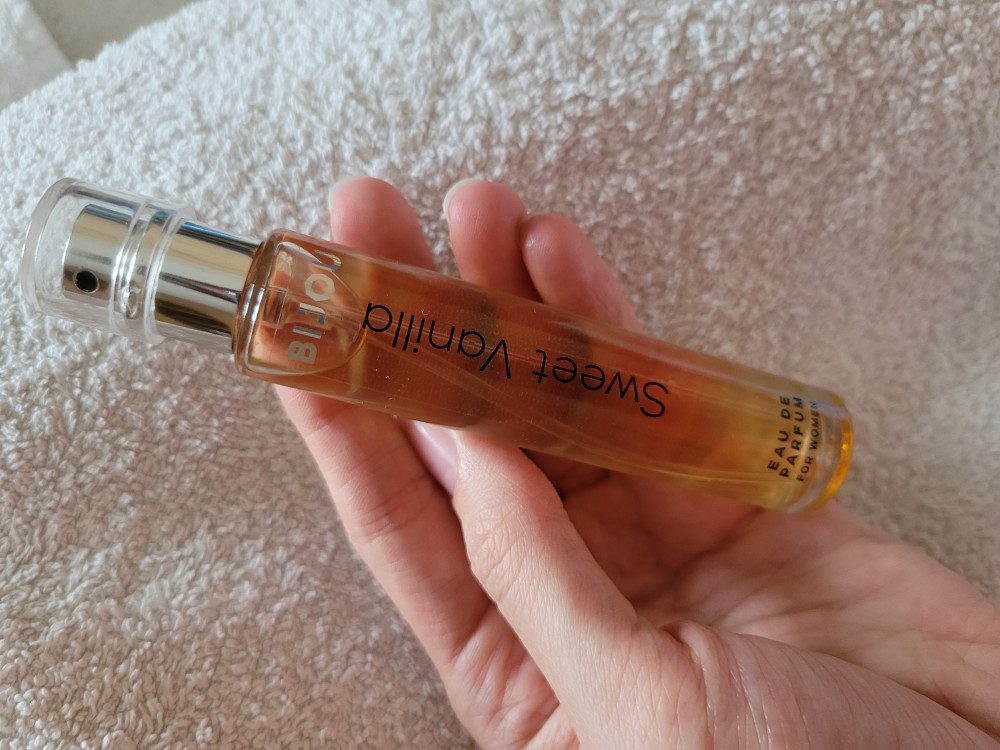 BIJOU
Sweet Vanilla
EAU DE
PARFUM
FOR WOMEN